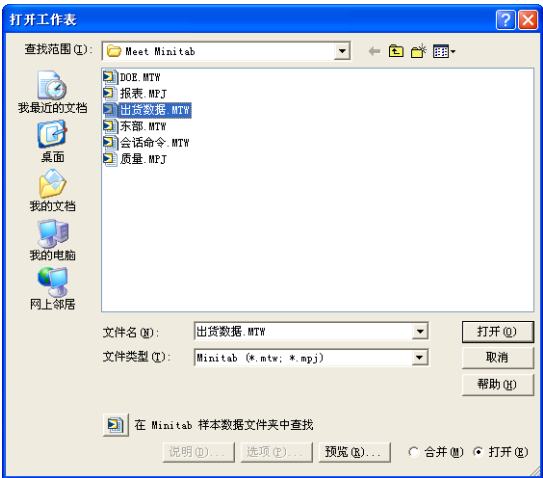 打开工作表
查找范围(I):
Meet Minitab
DOE.MTW
报表.MPJ
出货数据.MTW
东部.MTW
会话命令.MTW
质量.MPJ
我最近的文档
桌面
我的文档
我的电脑
网上邻居
文件名(N):
出货数据.MTW
打开(O)
文件类型(T):
Minitab (*.mtw; *.mpj)
取消
帮助(H)
在 Minitab 样本数据文件夹中查找
说明(D)...
选项(P)...
预览(R)...
合并(M)
打开(E)